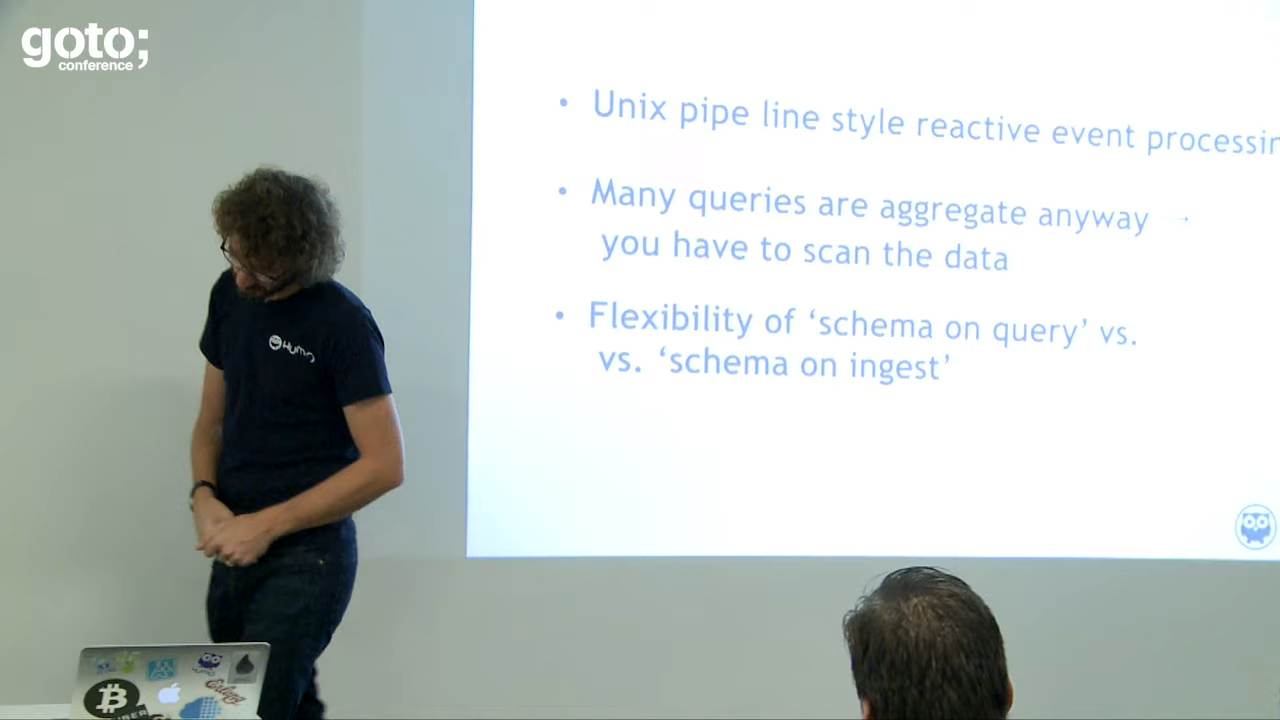 goto;
conference
• Unix pipe line style reactive event processin
• Many queries are aggregate anyway →
you have to scan the data
• Flexibility of ‘schema on query’ vs.
vs. ‘schema on ingest’
Humio
Erlang